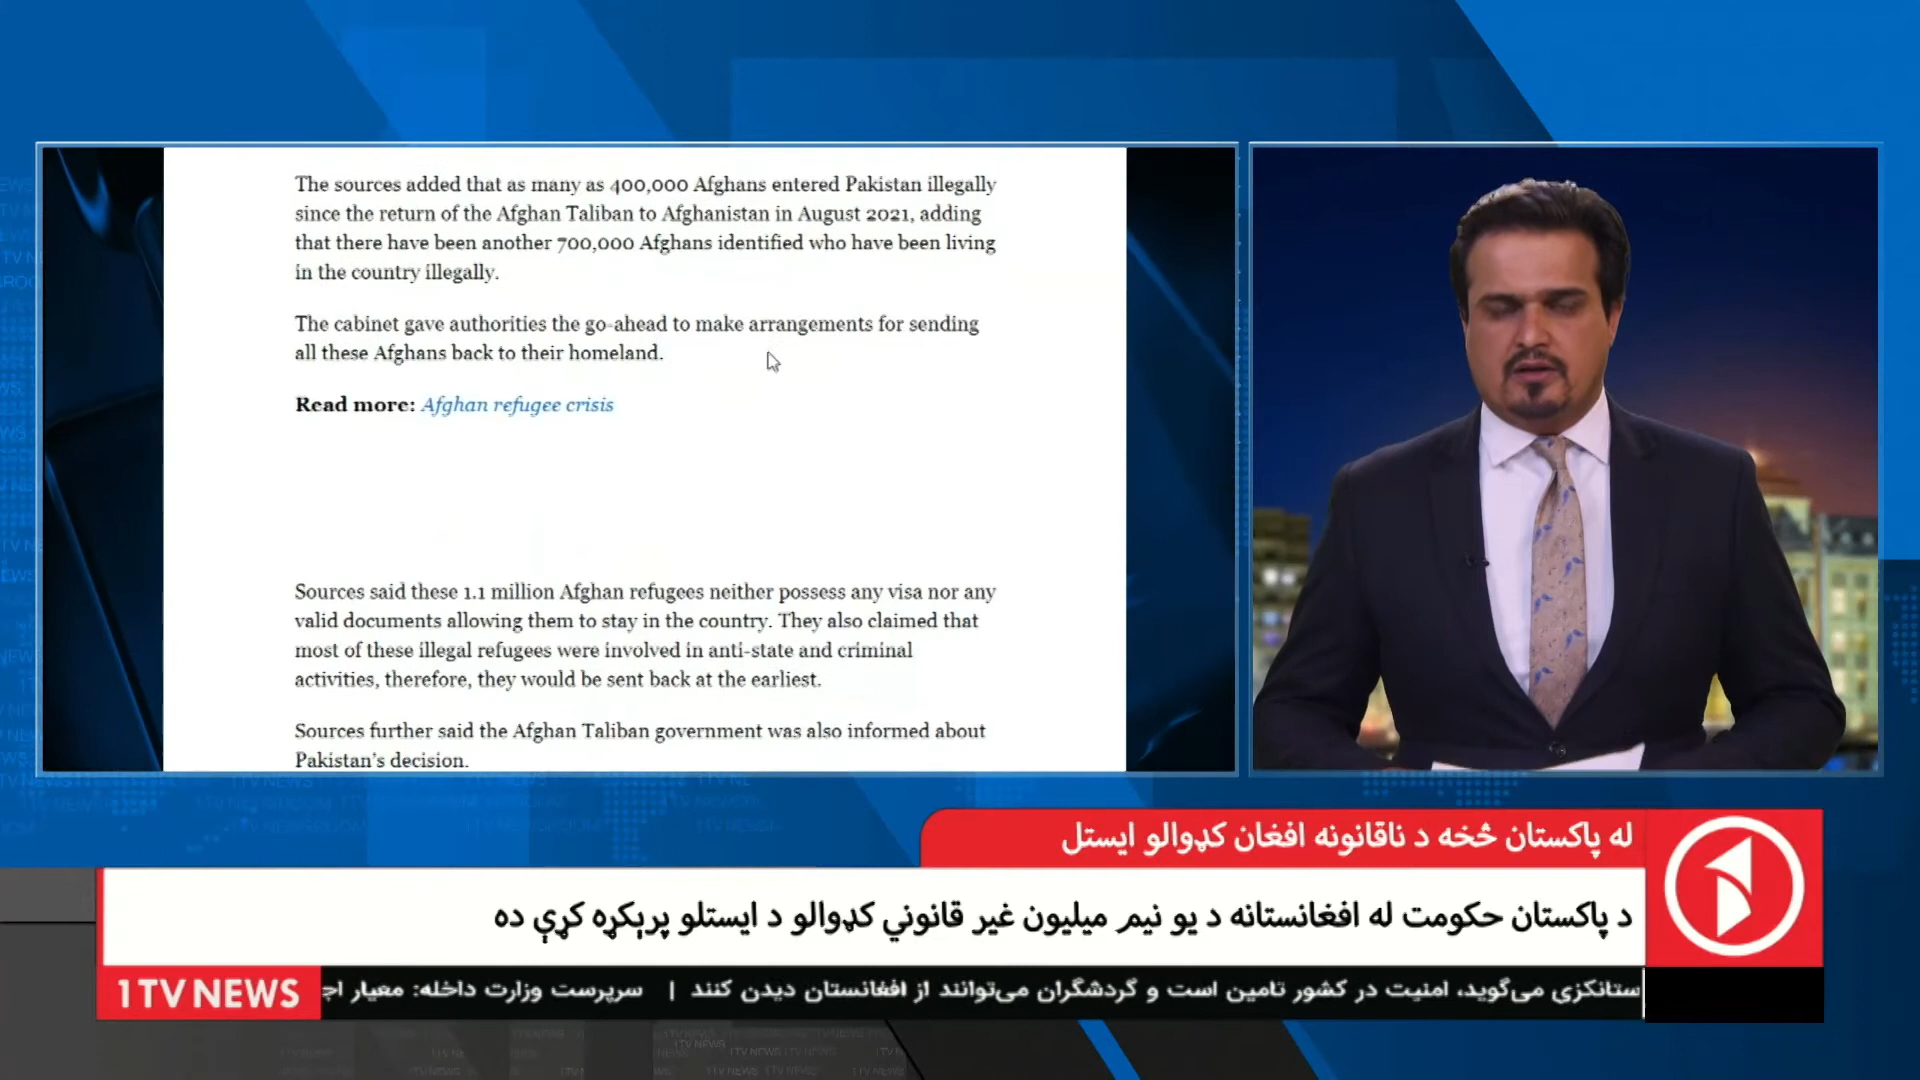 The sources added that as many as 400,000 Afghans entered Pakistan illegally
since the return of the Afghan Taliban to Afghanistan in August 2021, adding
that there have been another 700,000 Afghans identified who have been living
in the country illegally.
The cabinet gave authorities the go-ahead to make arrangements for sending
all these Afghans back to their homeland.
Read more: Afghan refugee crisis
Sources said these 1.1 million Afghan refugees neither possess any visa nor any
valid documents allowing them to stay in the country. They also claimed that
most of these illegal refugees were involved in anti-state and criminal
activities, therefore, they would be sent back at the earliest.
Sources further said the Afghan Taliban government was also informed about
Pakistan's decision.
له پاکستان څخه د ناقانونه افغان کډوالو ایستل
د پاکستان حکومت له افغانستانه د یو نیم میلیون غیر قانوني کډوالو د ایستلو پرېکړه کړې ده
1TV NEWS
ستانکزی می‌گوید، امنیت در کشور تامین است و گردشگران می‌توانند از افغانستان دیدن کنند | سرپرست وزارت داخله: معیار